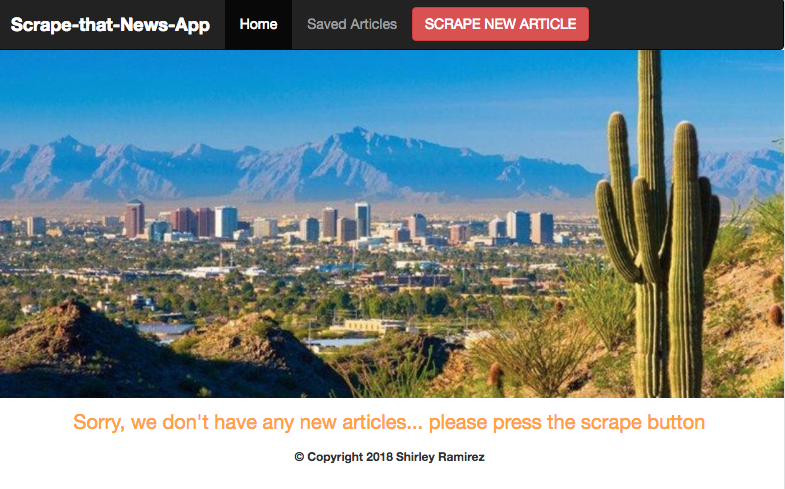 Scrape-that-News-App Home Saved Articles SCRAPE NEW ARTICLE
Sorry, we don't have any new articles... please press the scrape button
© Copyright 2018 Shirley Ramirez